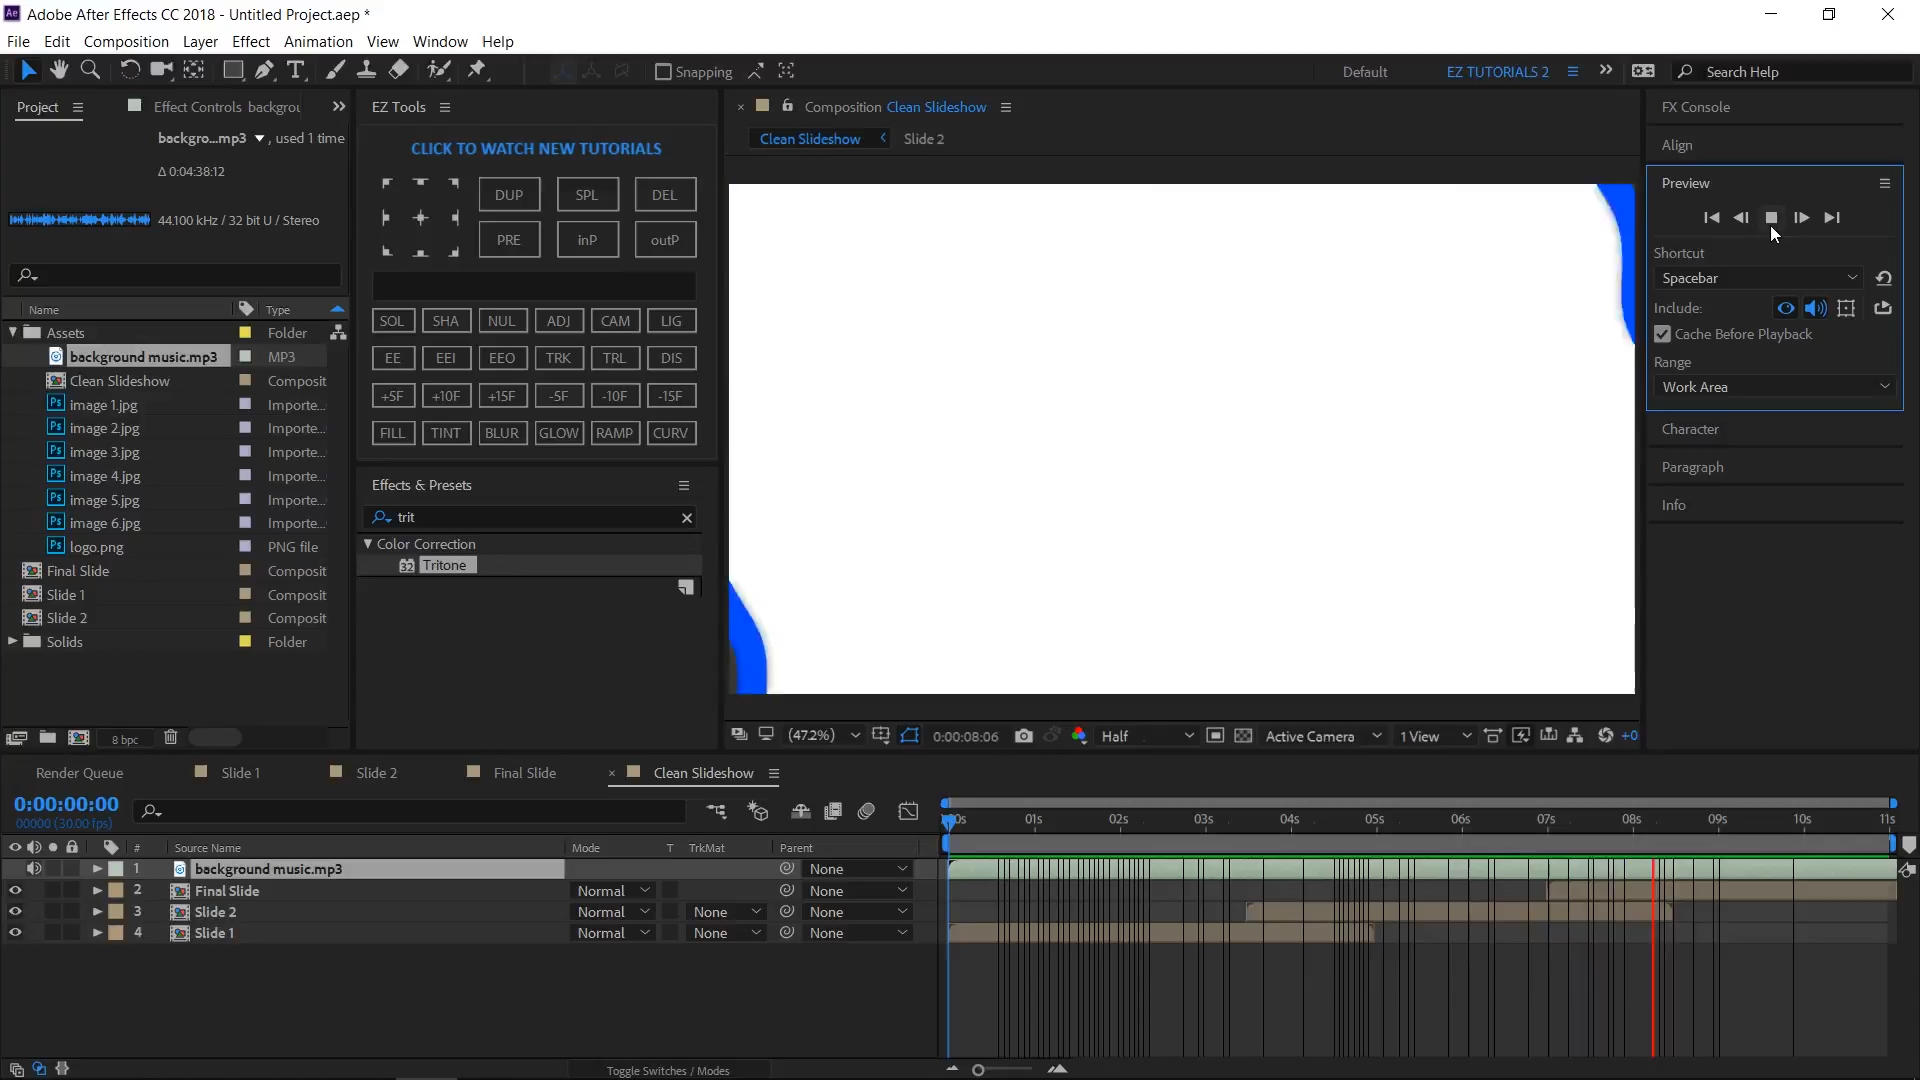 Ae Adobe After Effects CC 2018 - Untitled Project.aep *
File Edit Composition Layer Effect Animation View Window Help
Snapping Default EZ TUTORIALS 2 Search Help
Project Effect Controls backgrou
backgro...mp3 , used 1 time
Δ 0:04:38:12
44.100 kHz / 32 bit U / Stereo
Name Type
Assets Folder
background music.mp3 MP3
Clean Slideshow Composit
Ps image 1.jpg Importe...
Ps image 2.jpg Importe...
Ps image 3.jpg Importe...
Ps image 4.jpg Importe...
Ps image 5.jpg Importe...
Ps image 6.jpg Importe...
Ps logo.png PNG file
Final Slide Composit
Slide 1 Composit
Slide 2 Composit
Solids Folder
8 bpc
EZ Tools
CLICK TO WATCH NEW TUTORIALS
DUP SPL DEL
PRE inP outP
SOL SHA NUL ADJ CAM LIG
EE EEI EEO TRK TRL DIS
+5F +10F +15F -5F -10F -15F
FILL TINT BLUR GLOW RAMP CURV
Effects & Presets
trit
Color Correction
32 Tritone
Composition Clean Slideshow
Clean Slideshow Slide 2
(47.2%) 0:00:08:06 Half Active Camera 1 View +0
FX Console
Align
Preview
Shortcut
Spacebar
Include:
Cache Before Playback
Range
Work Area
Character
Paragraph
Info
Render Queue Slide 1 Slide 2 Final Slide Clean Slideshow
0:00:00:00
00000 (30.00 fps)
00s 01s 02s 03s 04s 05s 06s 07s 08s 09s 10s 11s
# Source Name Mode T TrkMat Parent
1 background music.mp3 None
2 Final Slide Normal None
3 Slide 2 Normal None None
4 Slide 1 Normal None None
Toggle Switches / Modes